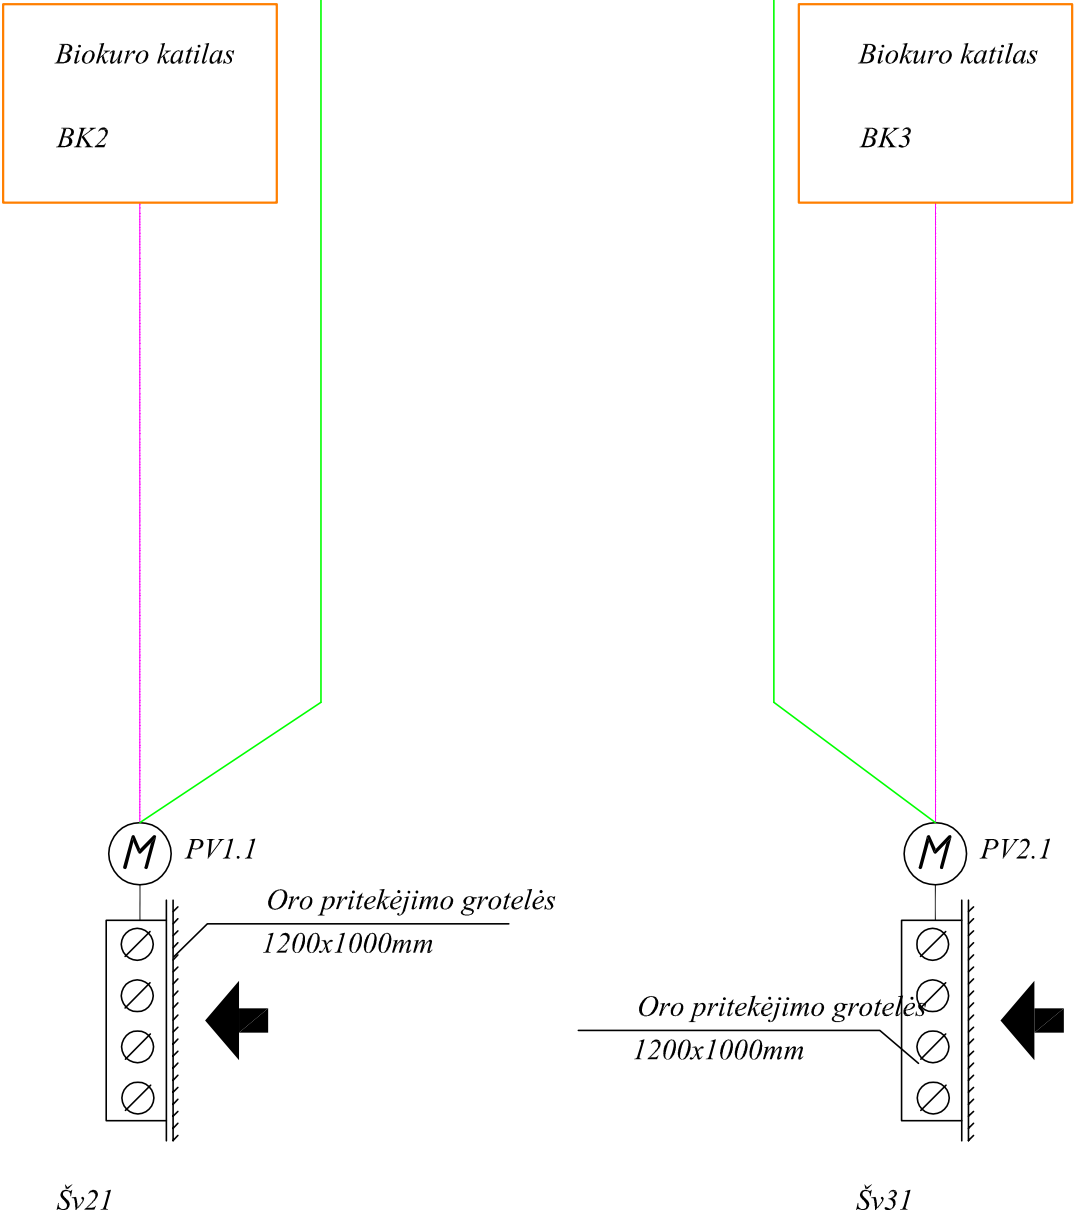 Biokuro katilas
BK2
Biokuro katilas
BK3
M
PV1.1
M
PV2.1
Oro pritekėjimo grotelės
1200x1000mm
Oro pritekėjimo grotelės
1200x1000mm
Šv21
Šv31